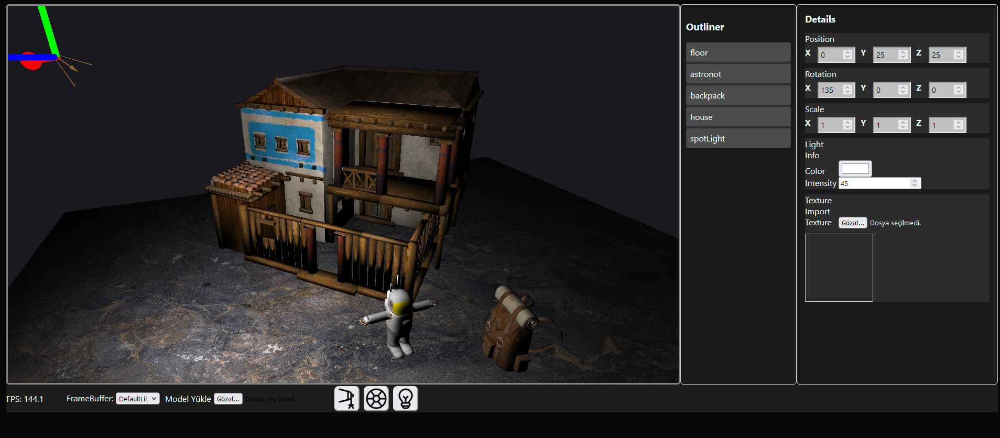 Outliner
floor
astronot
backpack
house
spotLight
Details
Position
X 0 Y 25 Z 25
Rotation
X 135 Y 0 Z 0
Scale
X 1 Y 1 Z 1
Light
Info
Color
Intensity 45
Texture
Import
Texture Gözat... Dosya seçilmedi.
FPS: 144.1 FrameBuffer: DefaultLit Model Yükle Gözat... Dosya seçilmedi.